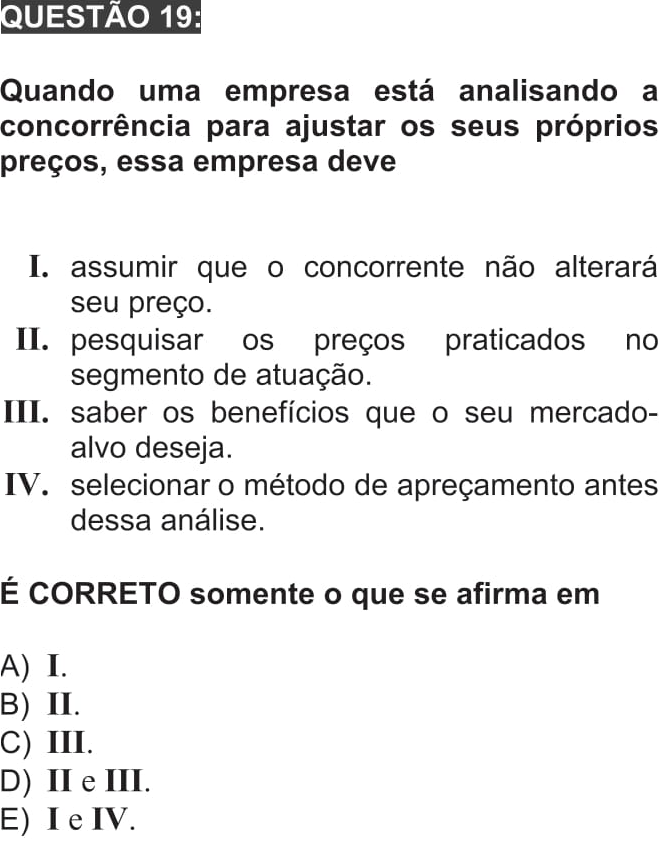 QUESTÃO 19:
Quando uma empresa está analisando a
concorrência para ajustar os seus próprios
preços, essa empresa deve
I. assumir que o concorrente não alterará
seu preço.
II. pesquisar os preços praticados no
segmento de atuação.
III. saber os benefícios que o seu mercado-
alvo deseja.
IV. selecionar o método de apreçamento antes
dessa análise.
É CORRETO somente o que se afirma em
A) I.
B) II.
C) III.
D) II e III.
E) I e IV.